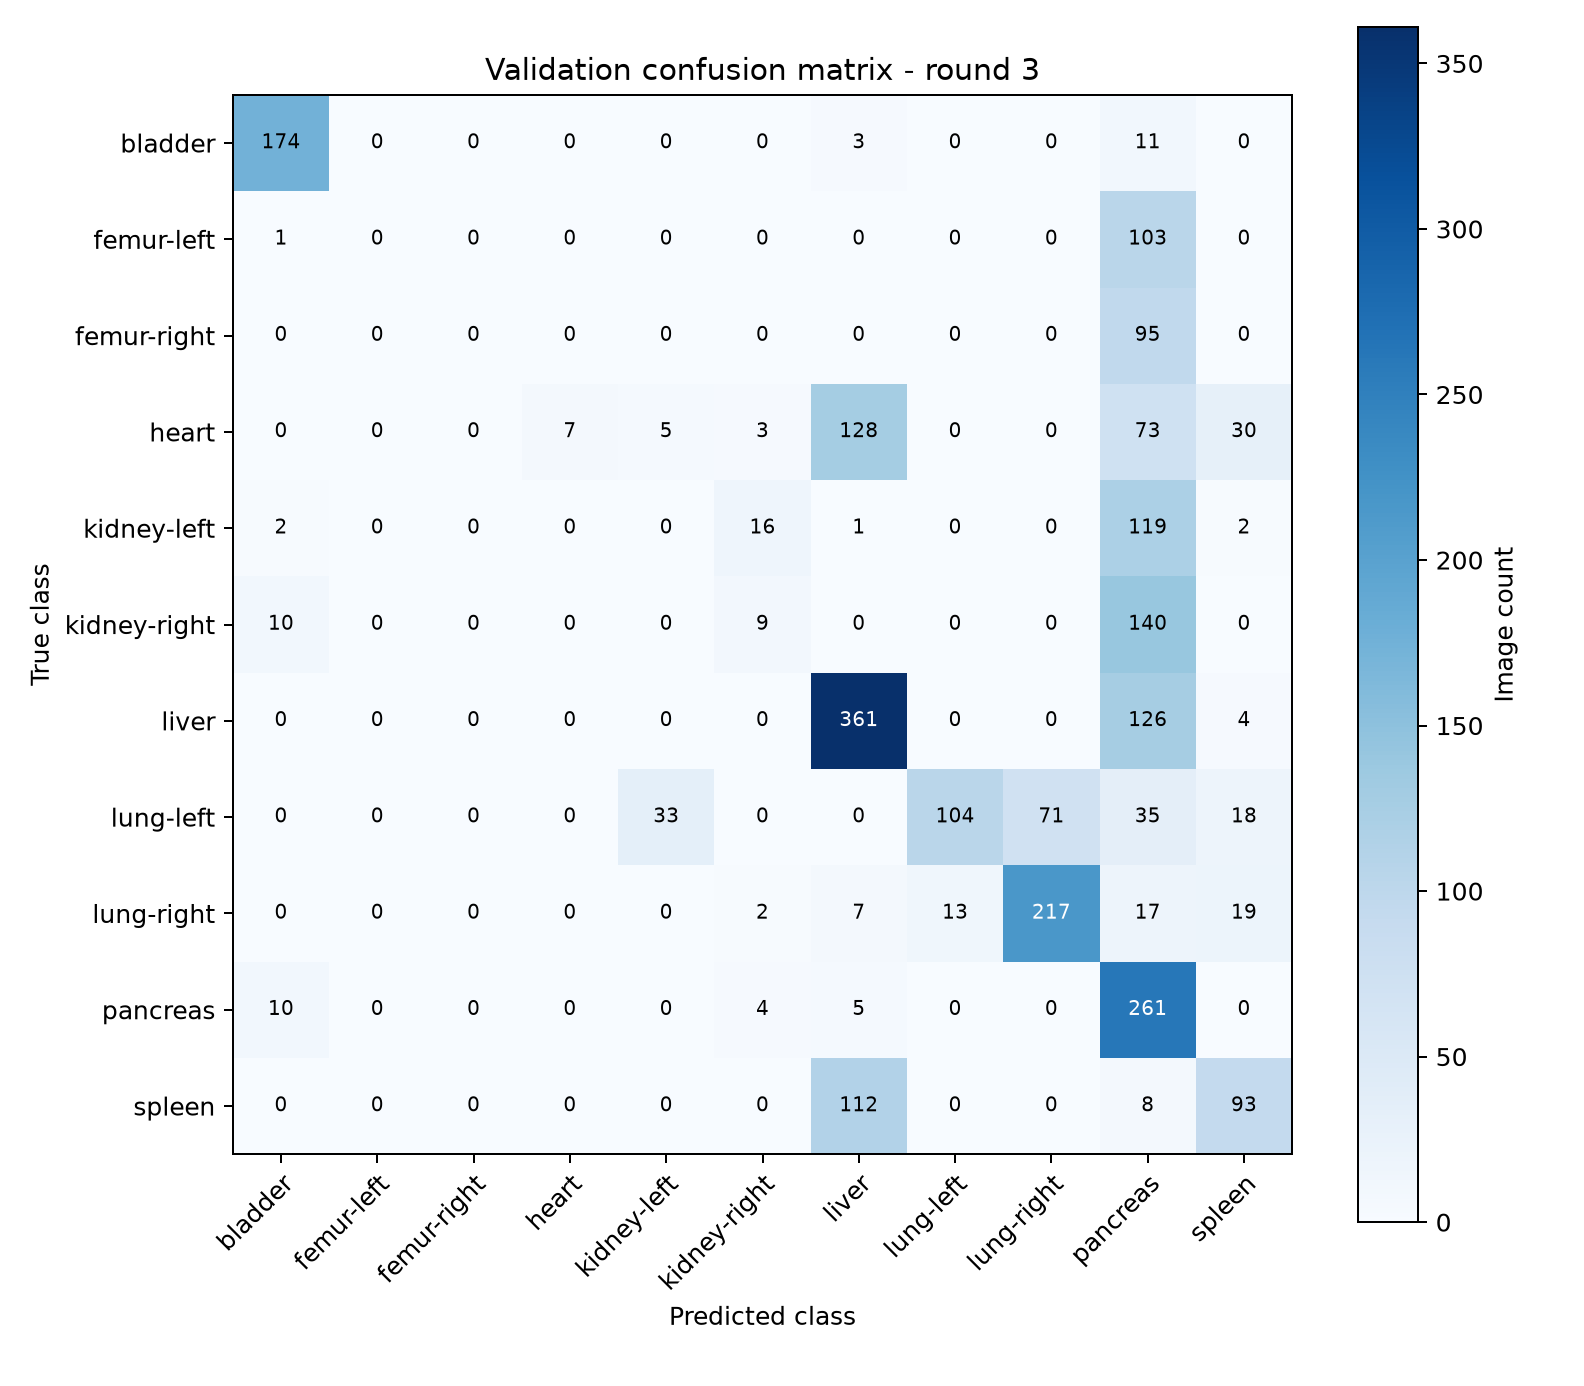 Validation confusion matrix - round 3
bladder 174 0 0 0 0 0 3 0 0 11 0
femur-left 1 0 0 0 0 0 0 0 0 103 0
femur-right 0 0 0 0 0 0 0 0 0 95 0
heart 0 0 0 7 5 3 128 0 0 73 30
kidney-left 2 0 0 0 0 16 1 0 0 119 2
kidney-right 10 0 0 0 0 9 0 0 0 140 0
liver 0 0 0 0 0 0 361 0 0 126 4
lung-left 0 0 0 0 33 0 0 104 71 35 18
lung-right 0 0 0 0 0 2 7 13 217 17 19
pancreas 10 0 0 0 0 4 5 0 0 261 0
spleen 0 0 0 0 0 0 112 0 0 8 93
True class
bladder femur-left femur-right heart kidney-left kidney-right liver lung-left lung-right pancreas spleen
Predicted class
350
300
250
200
150
100
50
0
Image count